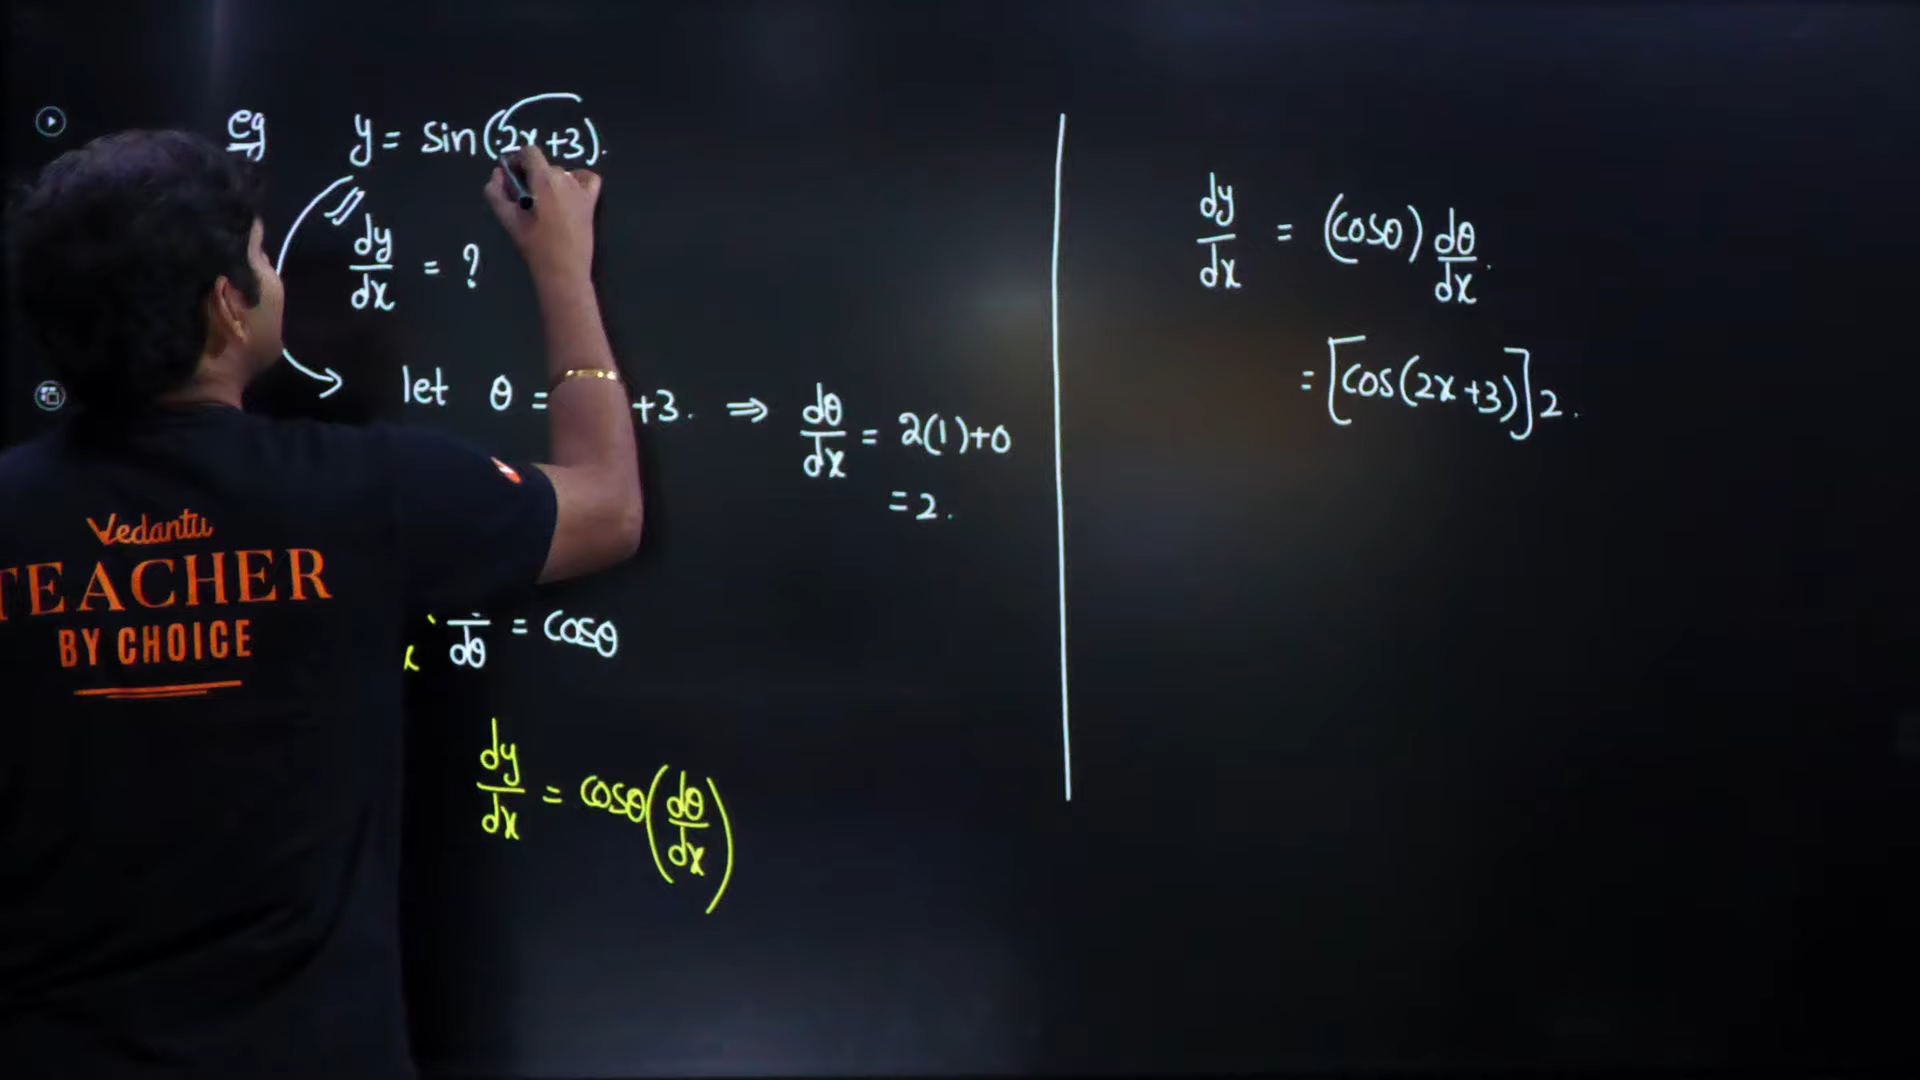 eg y = sin(2x+3).
dy/dx = ?
let θ = +3. ⇒ dθ/dx = 2(1)+0
= 2.
dθ = cosθ
dy/dx = cosθ(dθ/dx)
dy/dx = (cosθ) dθ/dx.
= [cos(2x+3)]2.
Vedantu
TEACHER
BY CHOICE